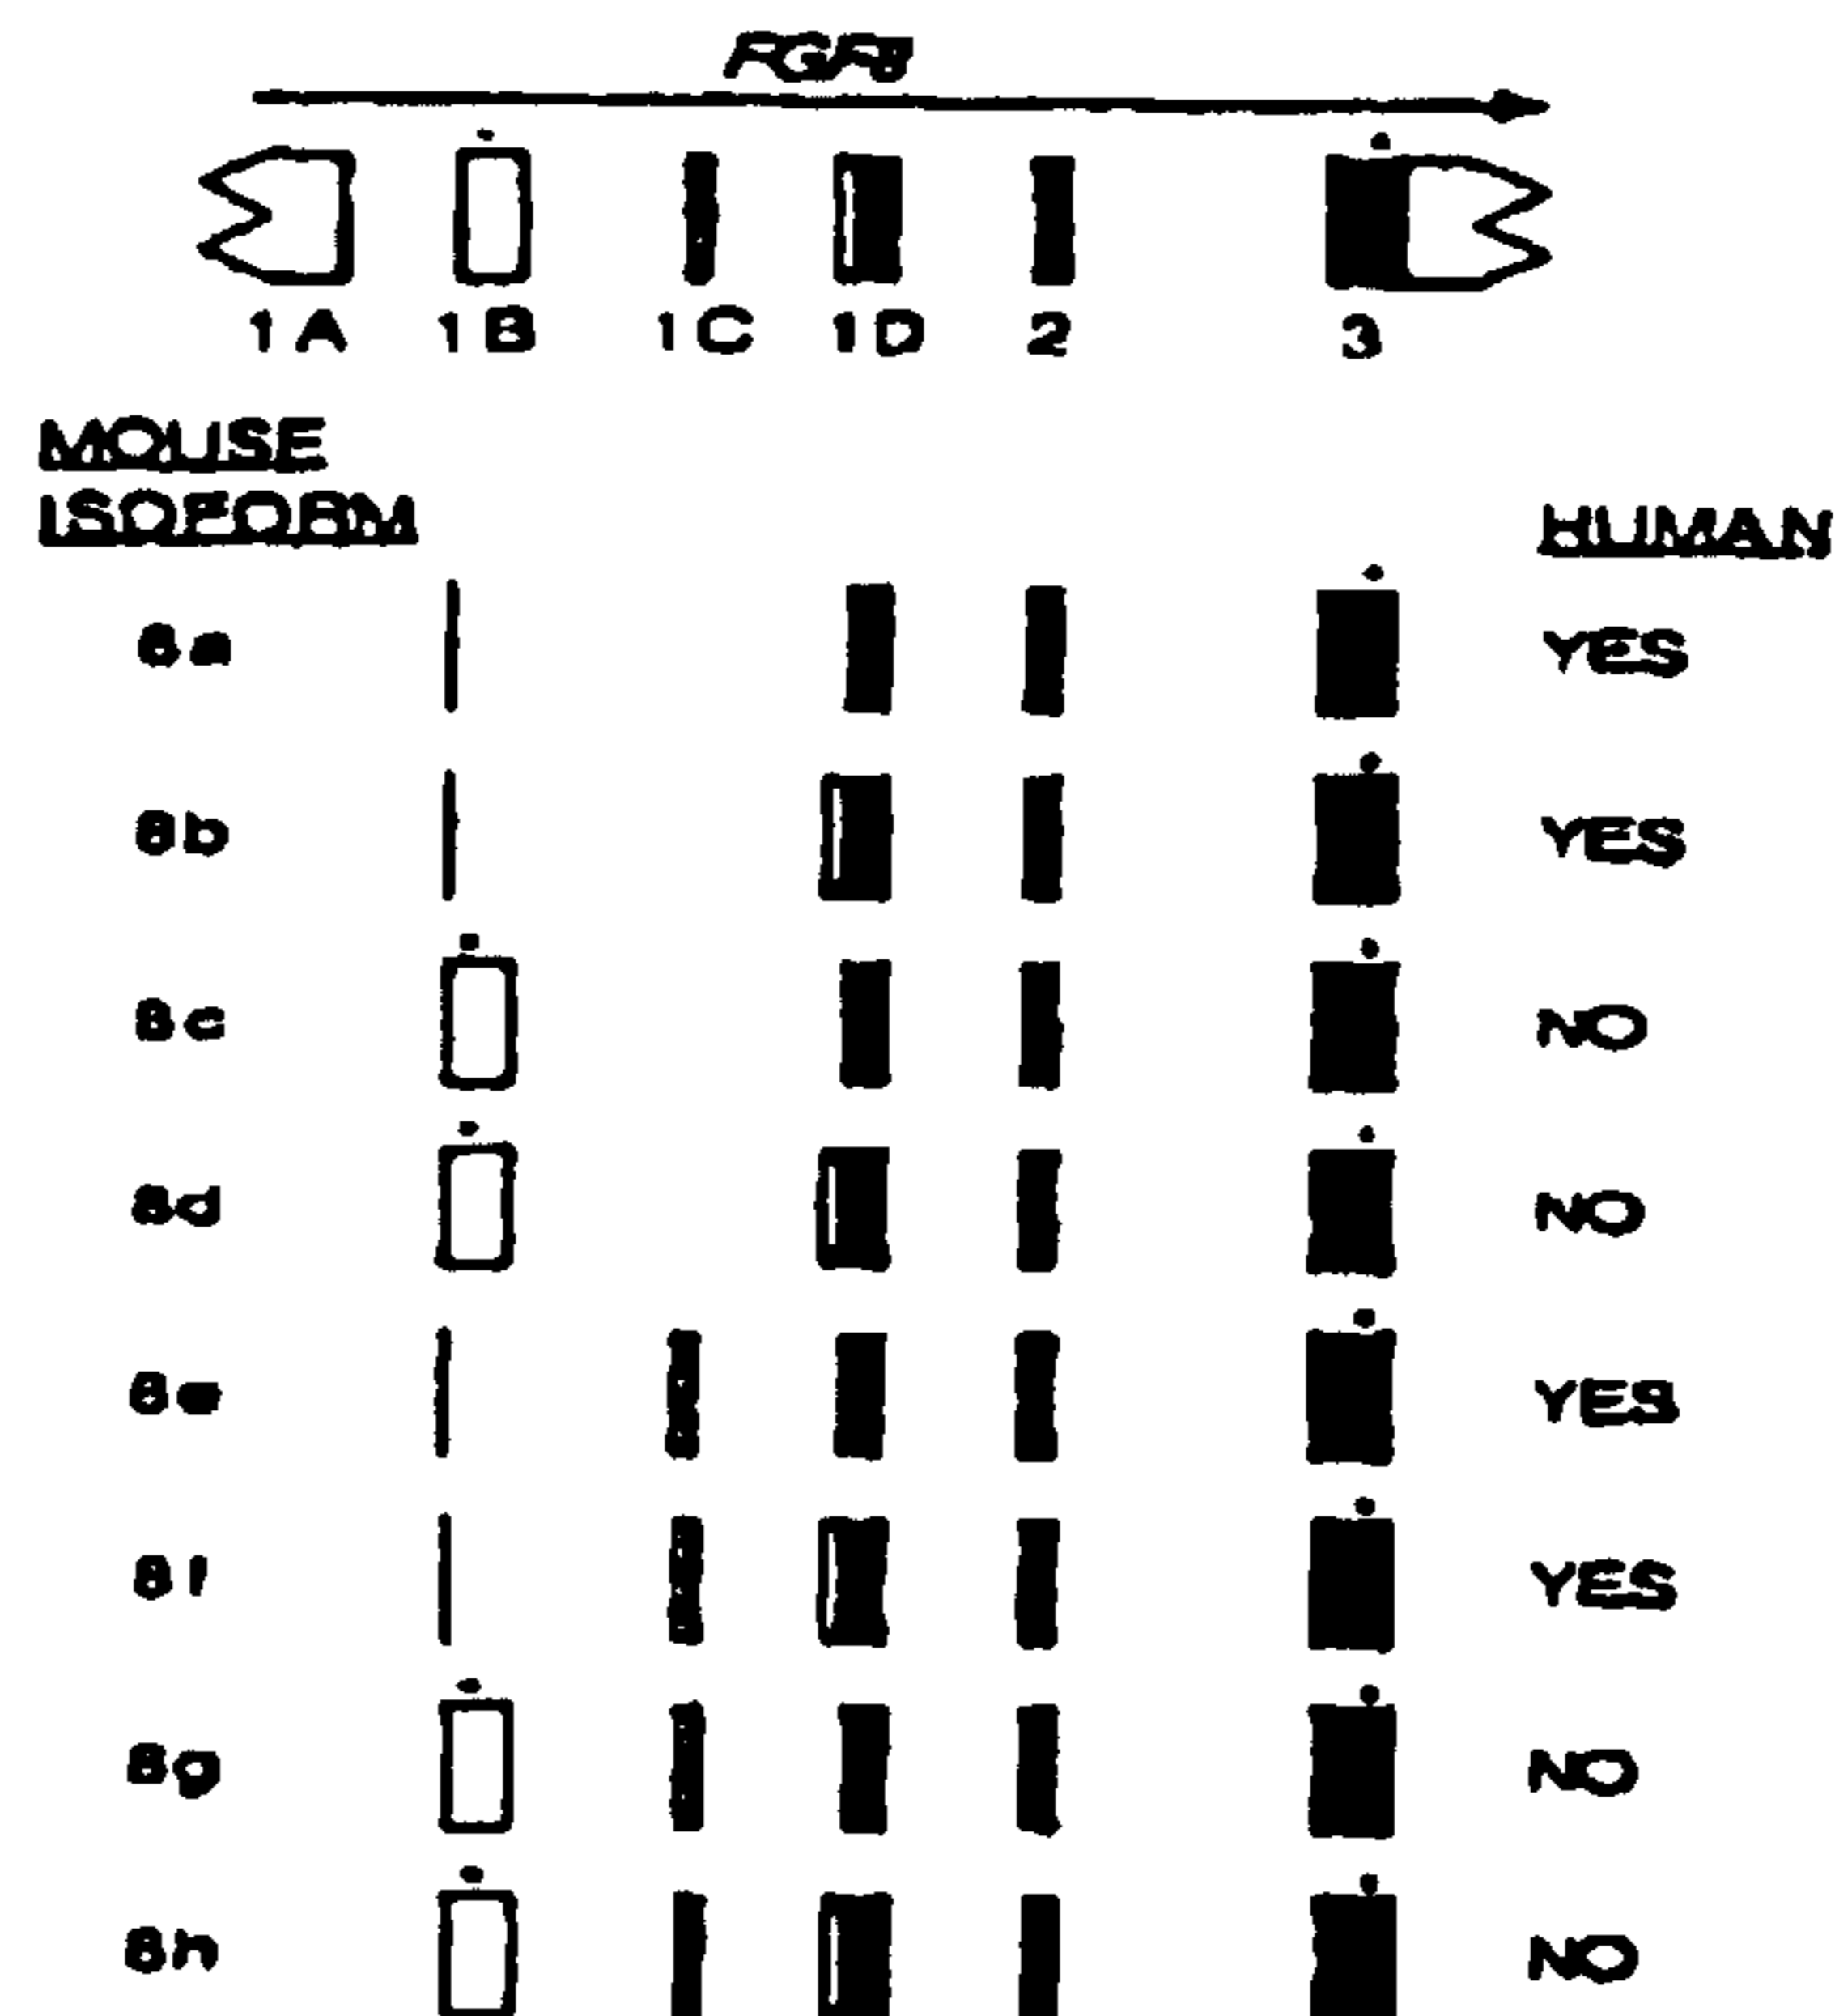 FGF8
1A 1B 1C 1D 2 3
MOUSE
ISOFORM HUMAN
8a YES
8b YES
8c NO
8d NO
8e YES
8f YES
8g NO
8h NO